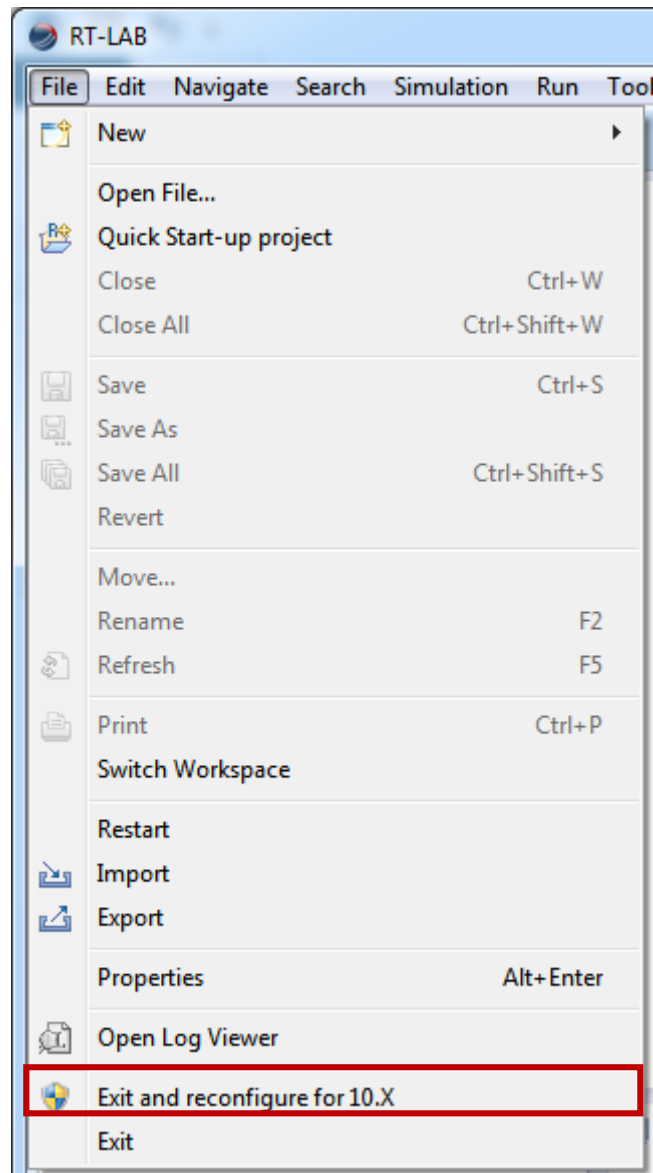 RT-LAB
File Edit Navigate Search Simulation Run Tool
New
Open File...
Quick Start-up project
Close Ctrl+W
Close All Ctrl+Shift+W
Save Ctrl+S
Save As
Save All Ctrl+Shift+S
Revert
Move...
Rename F2
Refresh F5
Print Ctrl+P
Switch Workspace
Restart
Import
Export
Properties Alt+Enter
Open Log Viewer
Exit and reconfigure for 10.X
Exit